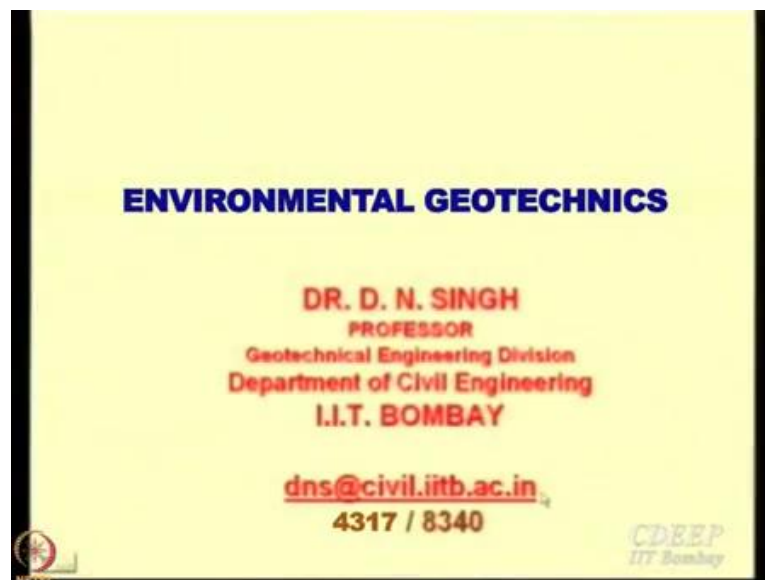 ENVIRONMENTAL GEOTECHNICS
DR. D. N. SINGH
PROFESSOR
Geotechnical Engineering Division
Department of Civil Engineering
I.I.T. BOMBAY
dns@civil.iitb.ac.in
4317 / 8340
CDEEP
IIT Bombay